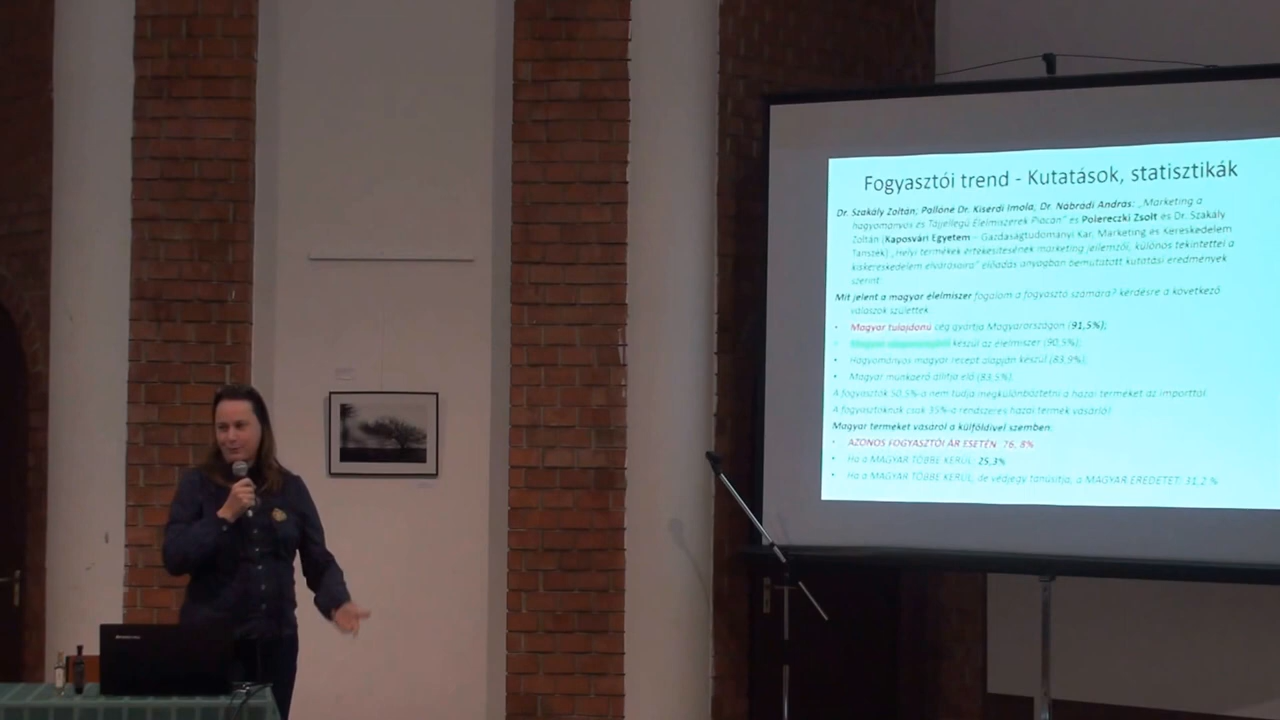 Fogyasztói trend - Kutatások, statisztikák
Dr. Szakály Zoltán, Pallóné Dr. Kisérdi Imola, Dr. Nábrádi András: „Marketing a
hagyományos és Tájjellegű Élelmiszerek Piacán" és Polereczki Zsolt és Dr. Szakály
Zoltán (Kaposvári Egyetem – Gazdaságtudományi Kar, Marketing és Kereskedelem
Tanszék) „Helyi termékek értékesítésének marketing jellemzői, különös tekintettel a
kiskereskedelem elvárásaira" előadás anyagban bemutatott kutatási eredmények
szerint
Mit jelent a magyar élelmiszer fogalom a fogyasztó számára? kérdésre a következő
válaszok születtek:
• Magyar tulajdonú cég gyártja Magyarországon (91,5%);
• készül az élelmiszer (90,5%);
• Hagyományos magyar recept alapján készül (83,9%);
• Magyar munkaerő állítja elő (83,5%).
A fogyasztók 50,5%-a nem tudja megkülönböztetni a hazai terméket az importtól.
A fogyasztóknak csak 35%-a rendszeres hazai termék vásárló!
Magyar terméket vásárol a külföldivel szemben:
• AZONOS FOGYASZTÓI ÁR ESETÉN 76, 8%
• Ha a MAGYAR TÖBBE KERÜL: 25,3%
• Ha a MAGYAR TÖBBE KERÜL, de védjegy tanúsítja, a MAGYAR EREDETET: 31,2 %